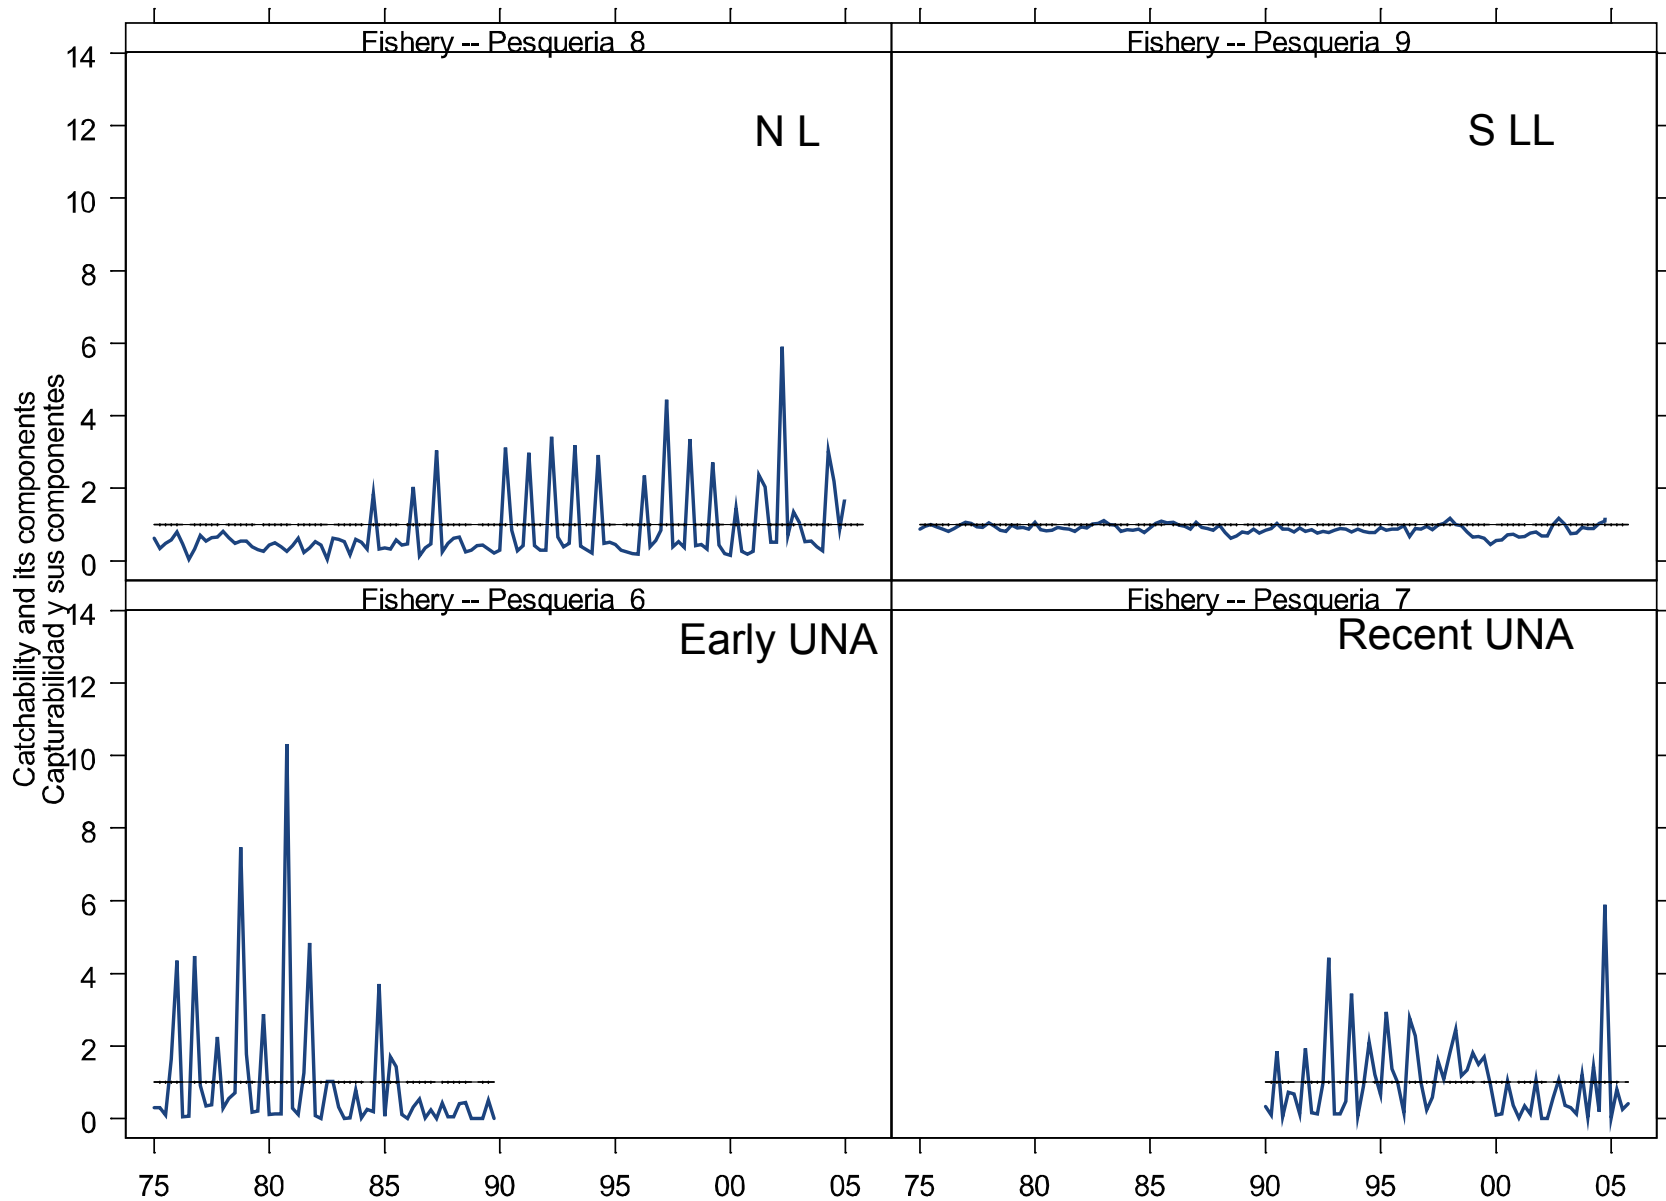 Fishery -- Pesqueria 8
Fishery -- Pesqueria 9
14
12
10
8
6
4
2
0
N L
S LL
Catchability and its components
Capturabilidad y sus componentes
Fishery -- Pesqueria 6
Fishery -- Pesqueria 7
14
12
10
8
6
4
2
0
Early UNA
Recent UNA
75 80 85 90 95 00 05 75 80 85 90 95 00 05